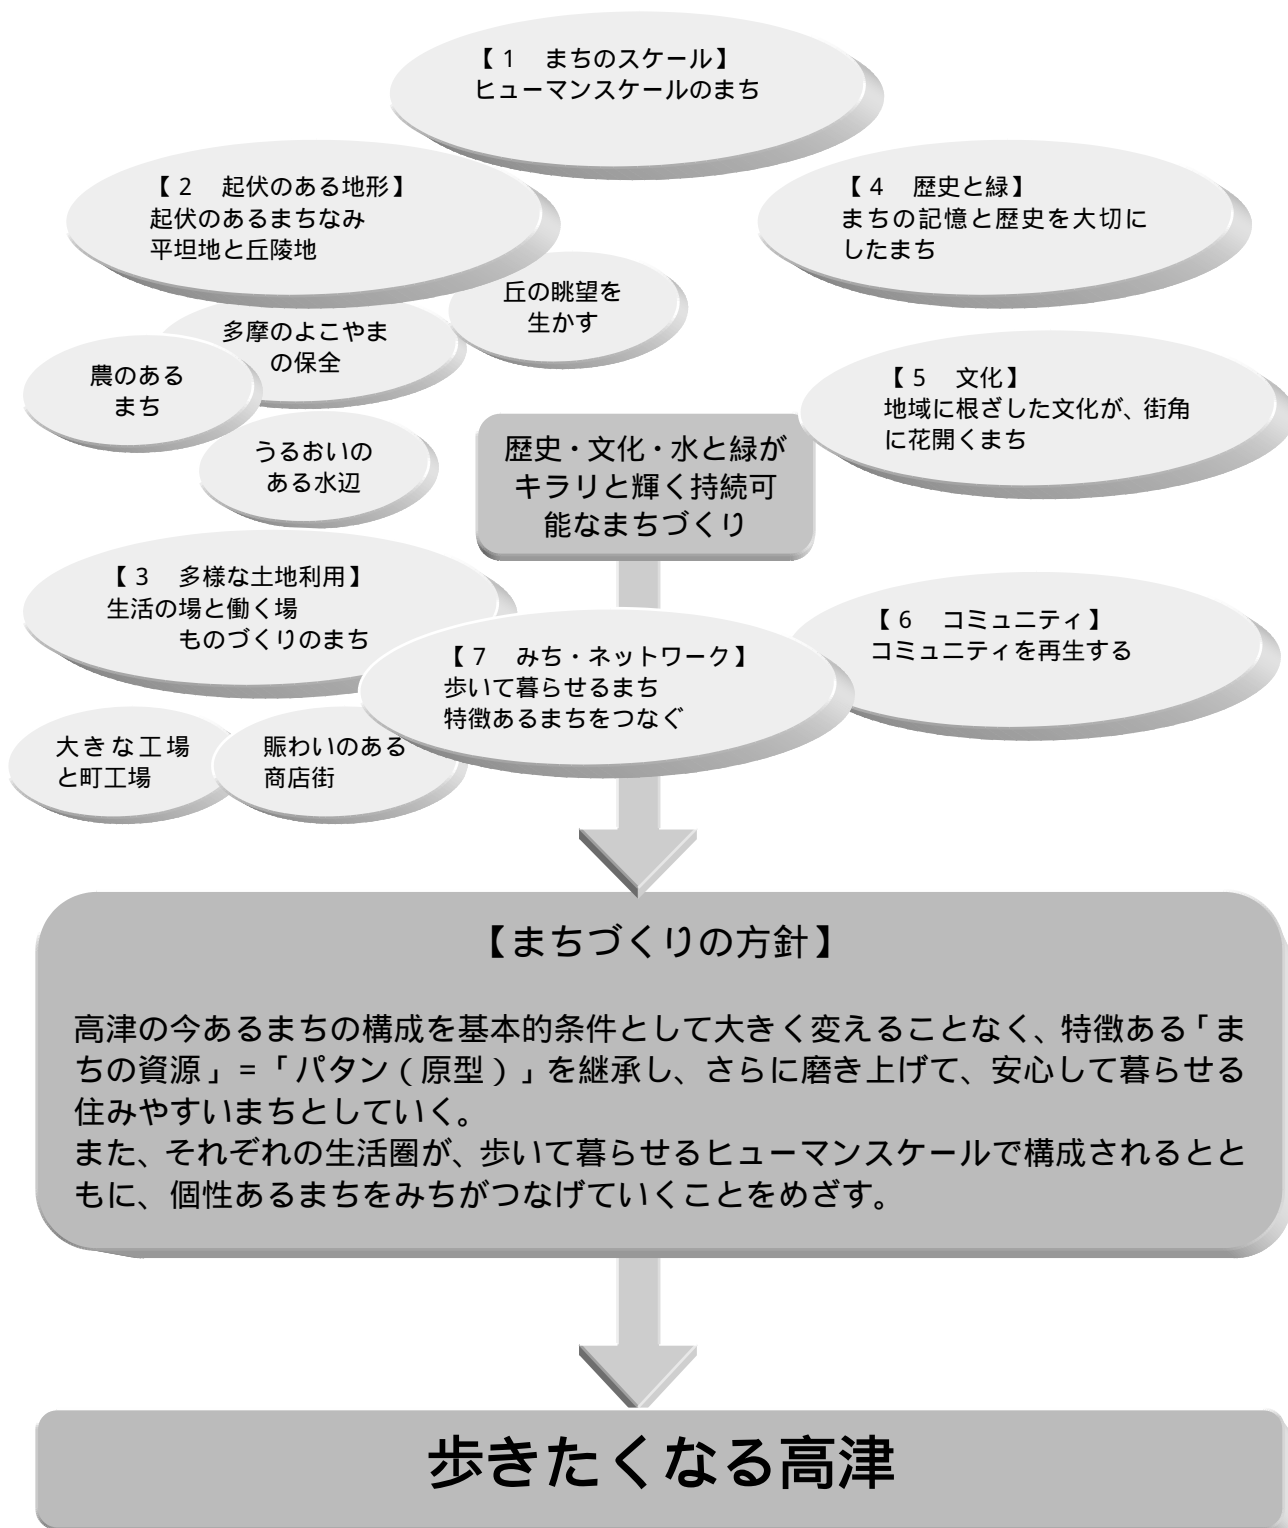 【1　まちのスケール】
ヒューマンスケールのまち
【2　起伏のある地形】
起伏のあるまちなみ
平坦地と丘陵地
【4　歴史と緑】
まちの記憶と歴史を大切に
したまち
丘の眺望を
生かす
多摩のよこやま
の保全
農のある
まち
【5　文化】
地域に根ざした文化が、街角
に花開くまち
うるおいの
ある水辺
歴史・文化・水と緑が
キラリと輝く持続可
能なまちづくり
【3　多様な土地利用】
生活の場と働く場
ものづくりのまち
【6　コミュニティ】
コミュニティを再生する
【7　みち・ネットワーク】
歩いて暮らせるまち
特徴あるまちをつなぐ
大きな工場
と町工場
賑わいのある
商店街
【まちづくりの方針】
高津の今あるまちの構成を基本的条件として大きく変えることなく、特徴ある「ま
ちの資源」=「パタン(原型)」を継承し、さらに磨き上げて、安心して暮らせる
住みやすいまちとしていく。
また、それぞれの生活圏が、歩いて暮らせるヒューマンスケールで構成されるとと
もに、個性あるまちをみちがつなげていくことをめざす。
歩きたくなる高津